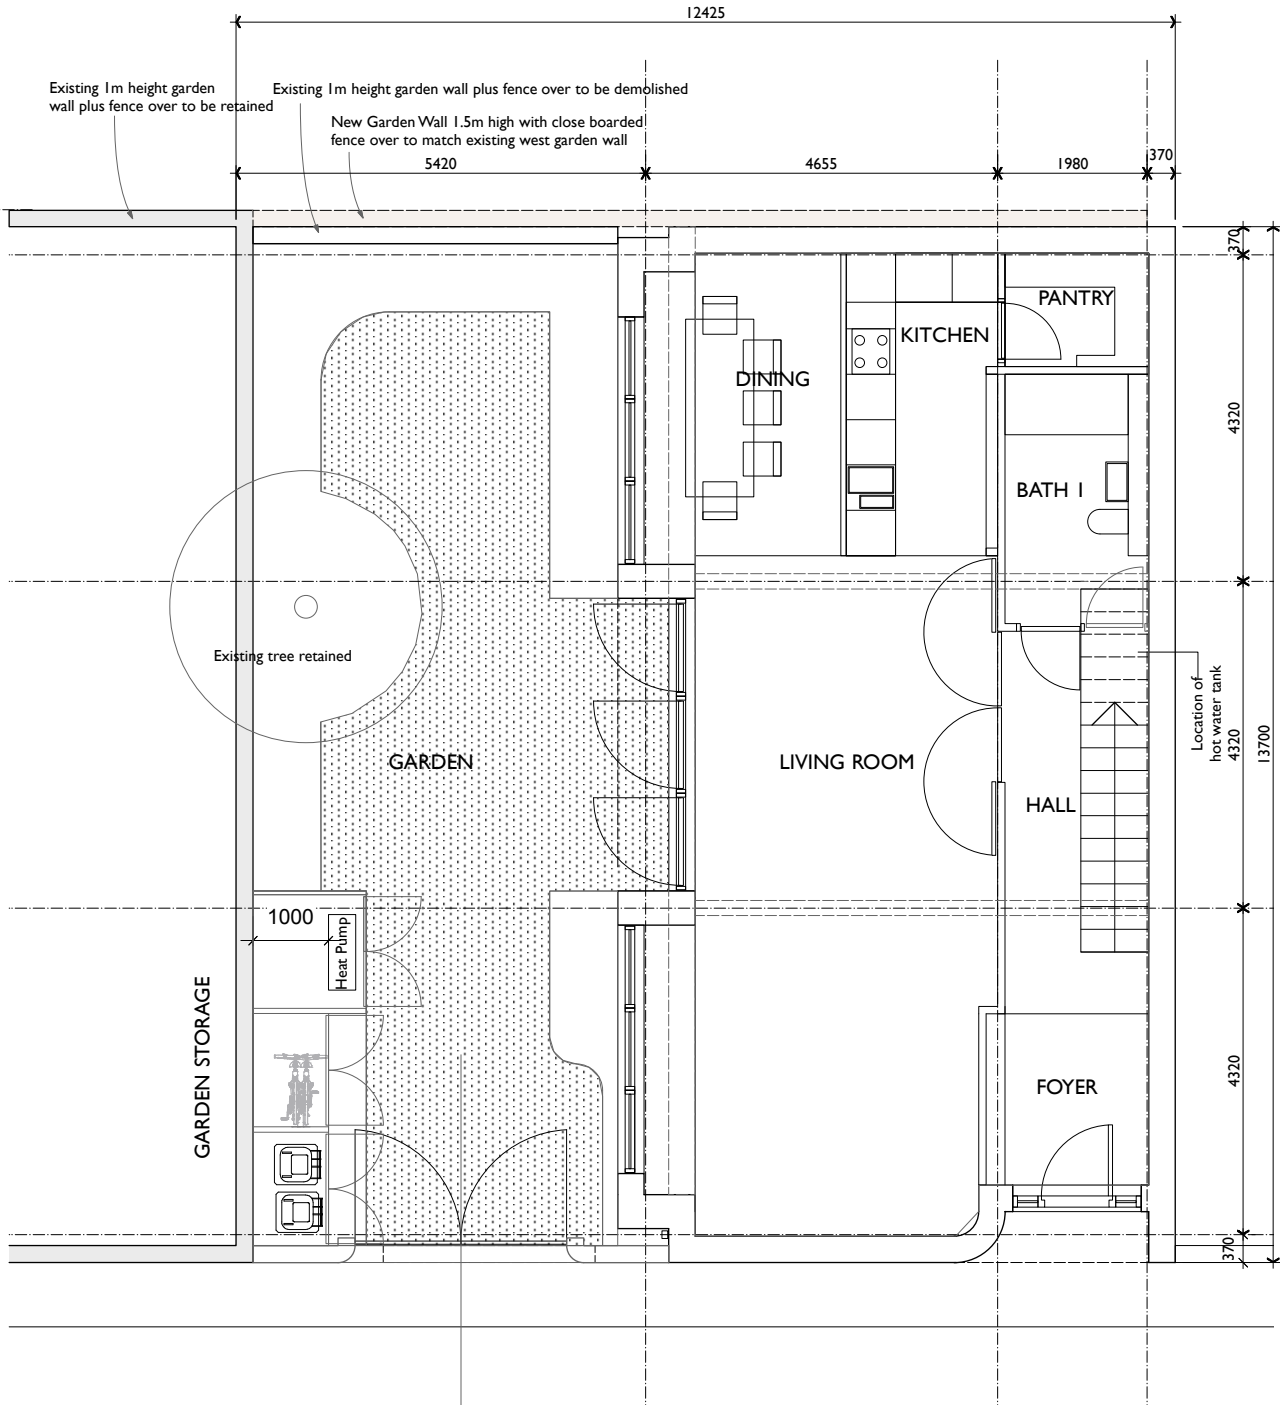 12425
Existing 1m height garden
wall plus fence over to be retained
Existing 1m height garden wall plus fence over to be demolished
New Garden Wall 1.5m high with close boarded
fence over to match existing west garden wall
5420
4655
1980
370
370
PANTRY
KITCHEN
DINING
4320
BATH 1
Existing tree retained
Location of
hot water tank
4320
13700
GARDEN
LIVING ROOM
HALL
1000
Heat Pump
GARDEN STORAGE
4320
FOYER
370